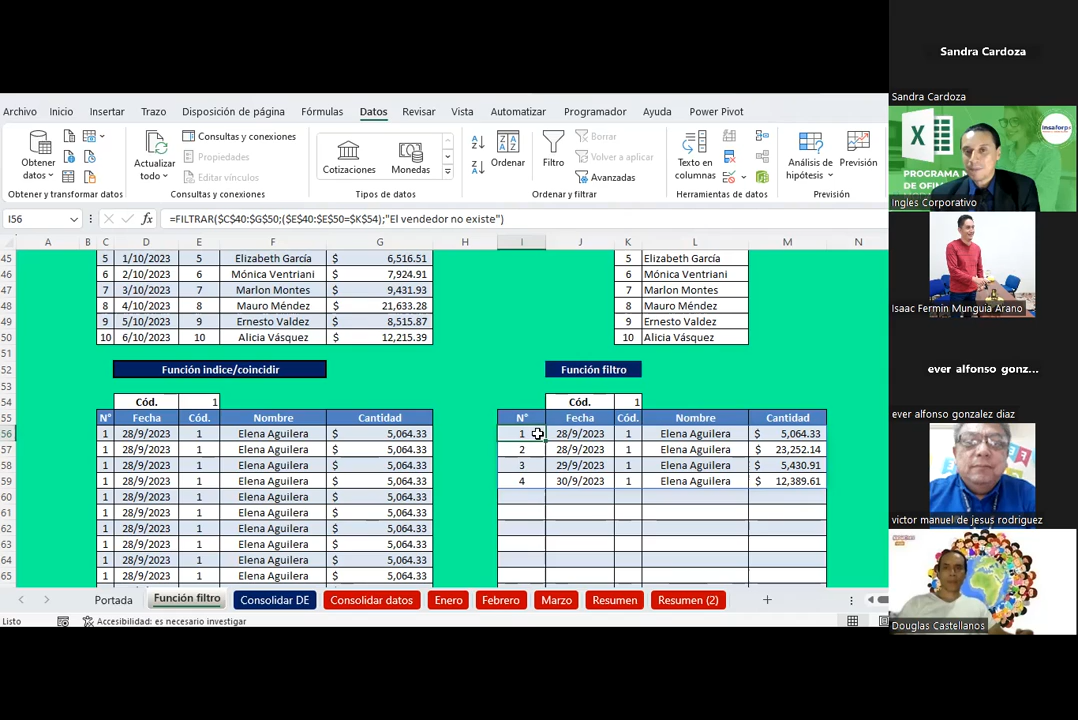 Archivo Inicio Insertar Trazo Disposición de página Fórmulas Datos Revisar Vista Automatizar Programador Ayuda Power Pivot
Obtener datos
Obtener y transformar datos
Actualizar todo
Consultas y conexiones
Propiedades
Editar vínculos
Consultas y conexiones
Cotizaciones Monedas
Tipos de datos
Ordenar Filtro
Borrar
Volver a aplicar
Avanzadas
Ordenar y filtrar
Texto en columnas
Herramientas de datos
Análisis de hipótesis
Previsión
Previsión
I56 fx =FILTRAR($C$40:$G$50;($E$40:$E$50=$K$54);"El vendedor no existe")
A B C D E F G H I J K L M N
45 5 1/10/2023 5 Elizabeth García $ 6,516.51 5 Elizabeth García
46 6 2/10/2023 6 Mónica Ventriani $ 7,924.91 6 Mónica Ventriani
47 7 3/10/2023 7 Marlon Montes $ 9,431.93 7 Marlon Montes
48 8 4/10/2023 8 Mauro Méndez $ 21,633.28 8 Mauro Méndez
49 9 5/10/2023 9 Ernesto Valdez $ 8,515.87 9 Ernesto Valdez
50 10 6/10/2023 10 Alicia Vásquez $ 12,215.39 10 Alicia Vásquez
51
52 Función indice/coincidir Función filtro
53
54 Cód. 1 Cód. 1
55 N° Fecha Cód. Nombre Cantidad N° Fecha Cód. Nombre Cantidad
56 1 28/9/2023 1 Elena Aguilera $ 5,064.33 1 28/9/2023 1 Elena Aguilera $ 5,064.33
57 1 28/9/2023 1 Elena Aguilera $ 5,064.33 2 28/9/2023 1 Elena Aguilera $ 23,252.14
58 1 28/9/2023 1 Elena Aguilera $ 5,064.33 3 29/9/2023 1 Elena Aguilera $ 5,430.91
59 1 28/9/2023 1 Elena Aguilera $ 5,064.33 4 30/9/2023 1 Elena Aguilera $ 12,389.61
60 1 28/9/2023 1 Elena Aguilera $ 5,064.33
61 1 28/9/2023 1 Elena Aguilera $ 5,064.33
62 1 28/9/2023 1 Elena Aguilera $ 5,064.33
63 1 28/9/2023 1 Elena Aguilera $ 5,064.33
64 1 28/9/2023 1 Elena Aguilera $ 5,064.33
65 1 28/9/2023 1 Elena Aguilera $ 5,064.33
Portada Función filtro Consolidar DE Consolidar datos Enero Febrero Marzo Resumen Resumen (2)
Listo Accesibilidad: es necesario investigar
Sandra Cardoza
Sandra Cardoza
insaforp
PROGRAMA
DE OFI
Ingles Corporativo
Isaac Fermin Munguia Arano
ever alfonso gonz...
ever alfonso gonzalez diaz
victor manuel de jesus rodriguez
Douglas Castellanos